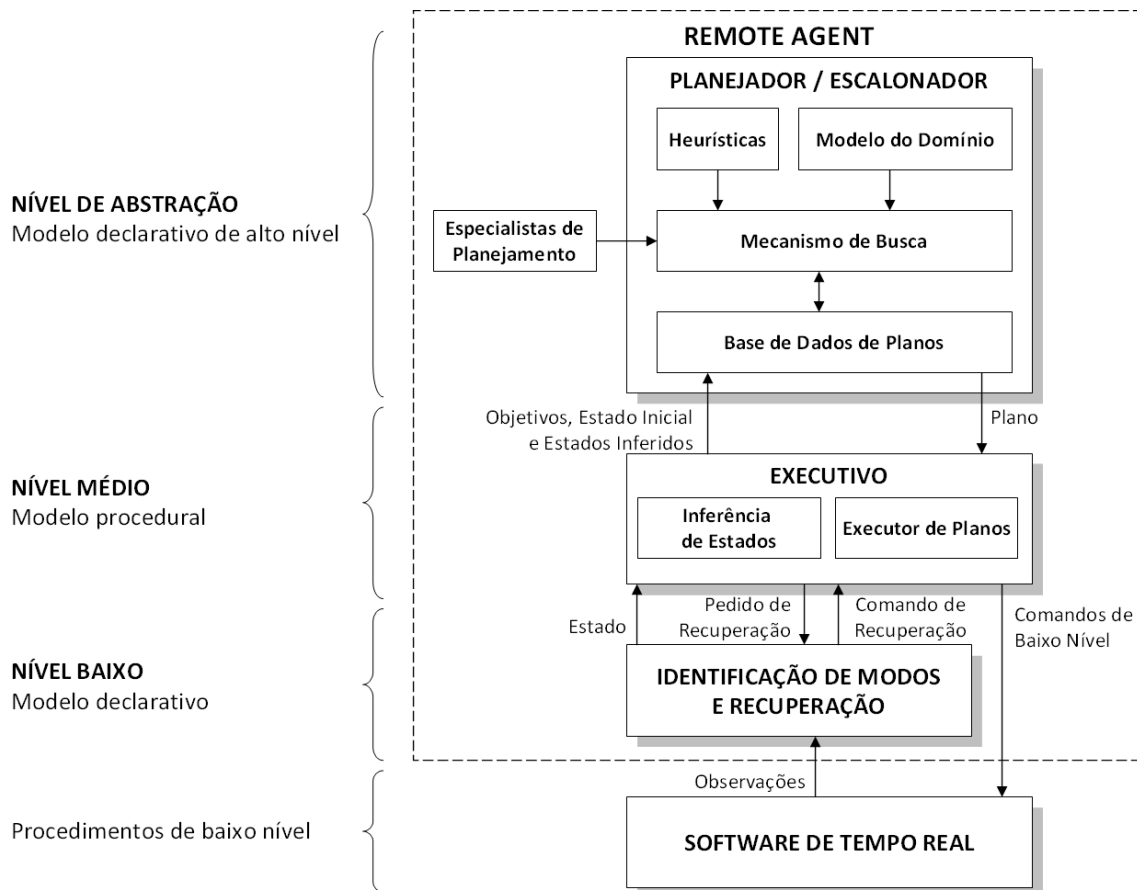 REMOTE AGENT
PLANEJADOR / ESCALONADOR
Heurísticas
Modelo do Domínio
NÍVEL DE ABSTRAÇÃO
Modelo declarativo de alto nível
Especialistas de
Planejamento
Mecanismo de Busca
Base de Dados de Planos
Objetivos, Estado Inicial
e Estados Inferidos
Plano
NÍVEL MÉDIO
Modelo procedural
EXECUTIVO
Inferência
de Estados
Executor de Planos
Estado
Pedido de
Recuperação
Comando de
Recuperação
Comandos de
Baixo Nível
NÍVEL BAIXO
Modelo declarativo
IDENTIFICAÇÃO DE MODOS
E RECUPERAÇÃO
Observações
Procedimentos de baixo nível
SOFTWARE DE TEMPO REAL